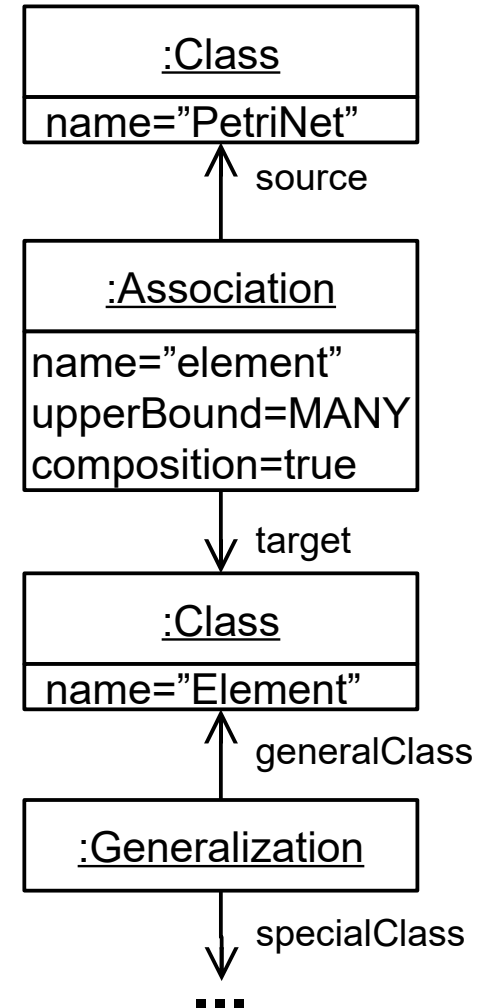 :Class
name=”PetriNet”
source
:Association
name=”element”
upperBound=MANY
composition=true
target
:Class
name=”Element”
generalClass
:Generalization
specialClass
...